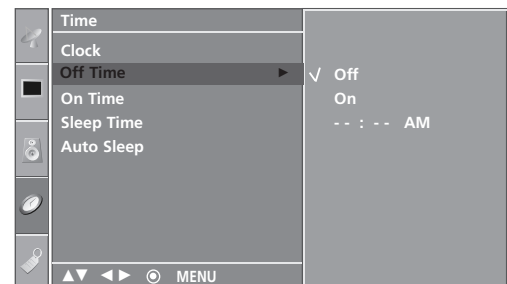 Time
Clock
Off Time ►
On Time
Sleep Time
Auto Sleep
√ Off
On
- - : - - AM
▲▼ ◄► ◉ MENU